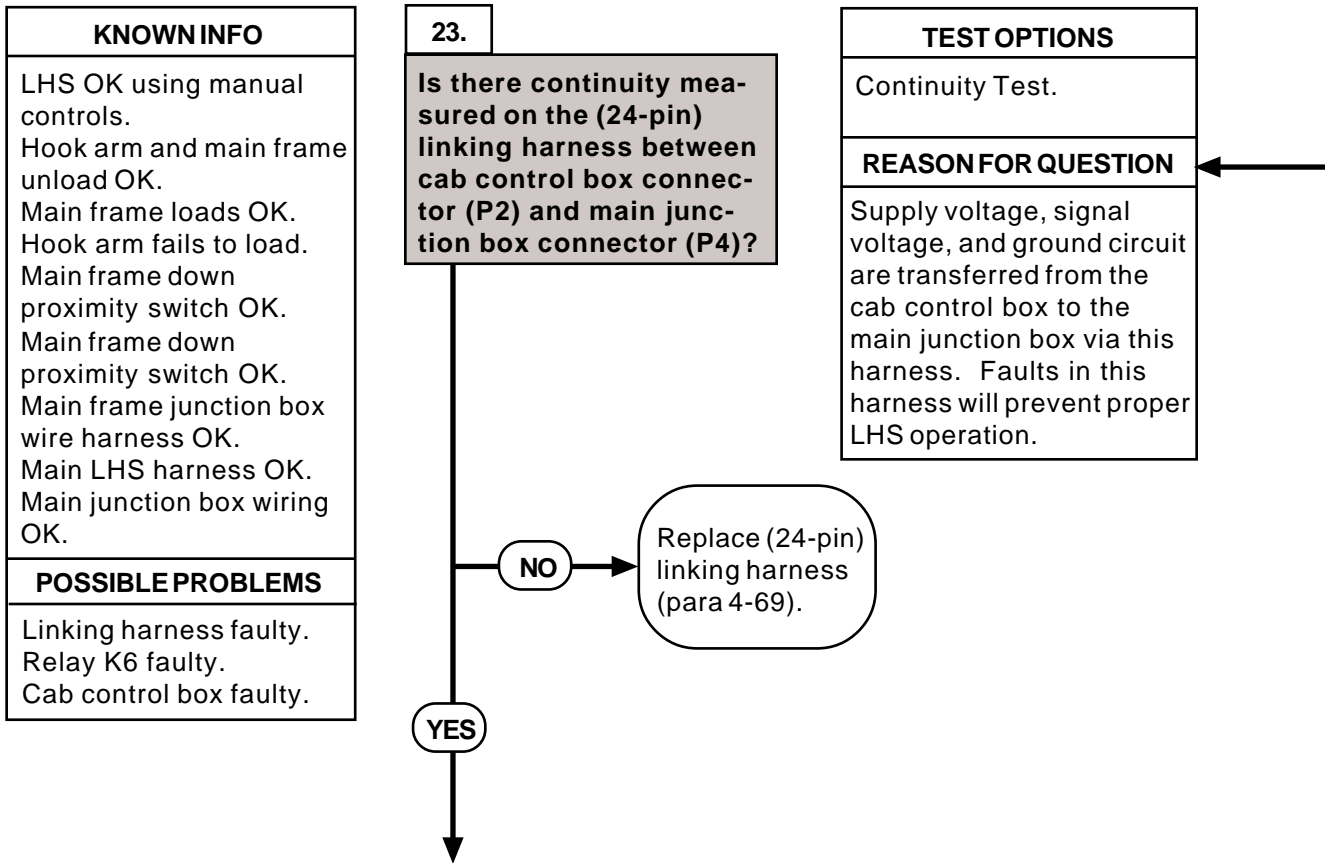 KNOWN INFO
LHS OK using manual
controls.
Hook arm and main frame
unload OK.
Main frame loads OK.
Hook arm fails to load.
Main frame down
proximity switch OK.
Main frame down
proximity switch OK.
Main frame junction box
wire harness OK.
Main LHS harness OK.
Main junction box wiring
OK.
POSSIBLE PROBLEMS
Linking harness faulty.
Relay K6 faulty.
Cab control box faulty.
23.
Is there continuity mea-
sured on the (24-pin)
linking harness between
cab control box connec-
tor (P2) and main junc-
tion box connector (P4)?
NO
Replace (24-pin)
linking harness
(para 4-69).
YES
TEST OPTIONS
Continuity Test.
REASON FOR QUESTION
Supply voltage, signal
voltage, and ground circuit
are transferred from the
cab control box to the
main junction box via this
harness. Faults in this
harness will prevent proper
LHS operation.